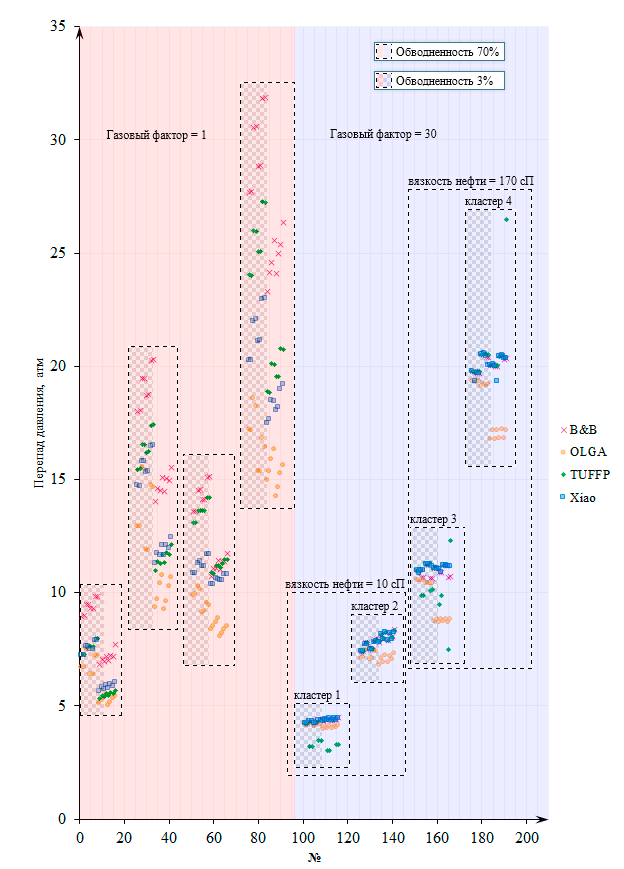 35
Обводненность 70%
Обводненность 3%
Газовый фактор = 1
Газовый фактор = 30
30
вязкость нефти = 170 сП
кластер 4
25
20
Перепад давления, атм
B&B
OLGA
TUFFP
Xiao
15
кластер 3
10
вязкость нефти = 10 сП
кластер 2
кластер 1
5
0
0 20 40 60 80 100 120 140 160 180 200
№